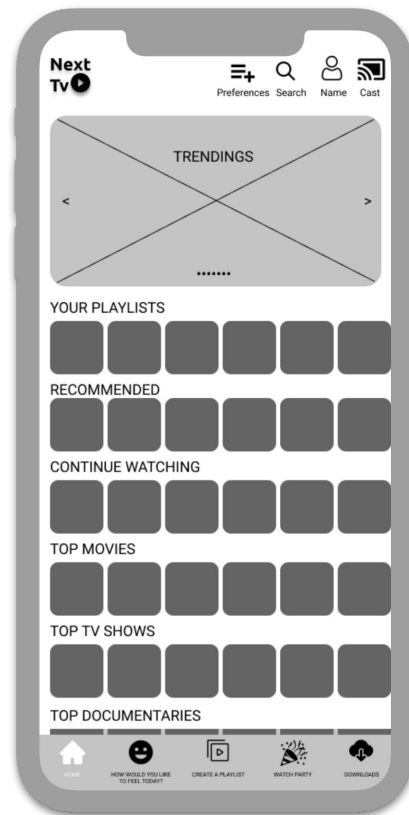 Next
Tv
Preferences Search Name Cast
TRENDINGS
< >
YOUR PLAYLISTS
RECOMMENDED
CONTINUE WATCHING
TOP MOVIES
TOP TV SHOWS
TOP DOCUMENTARIES
HOME
HOW WOULD YOU LIKE
TO FEEL TODAY?
CREATE A PLAYLIST
WATCH PARTY
DOWNLOADS